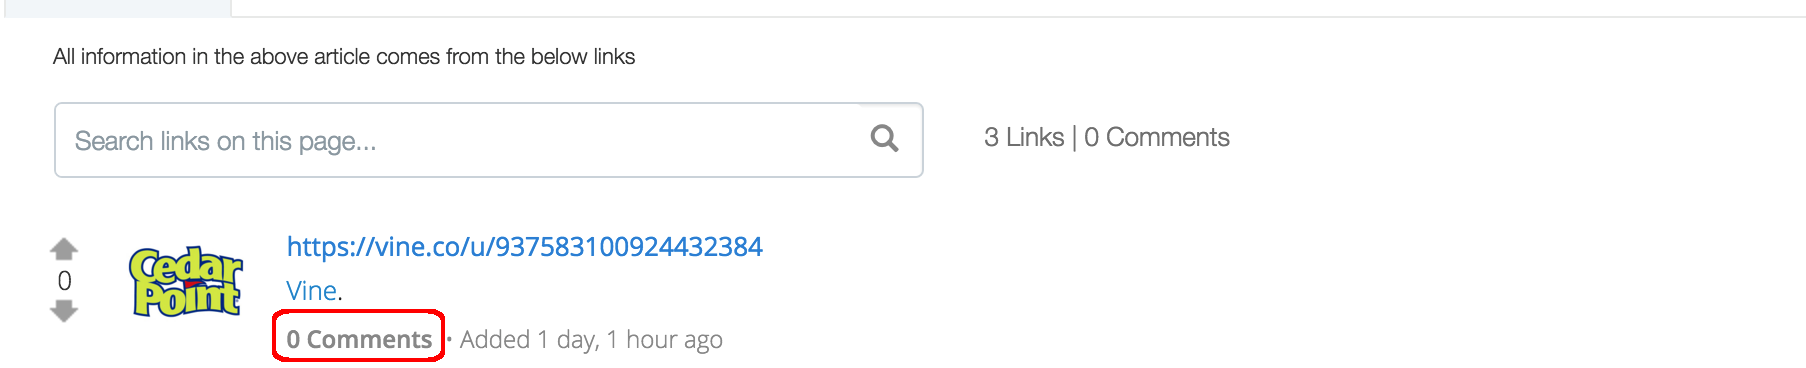 All information in the above article comes from the below links
Search links on this page...
3 Links | 0 Comments
https://vine.co/u/937583100924432384
0
Cedar
Point
Vine.
0 Comments • Added 1 day, 1 hour ago